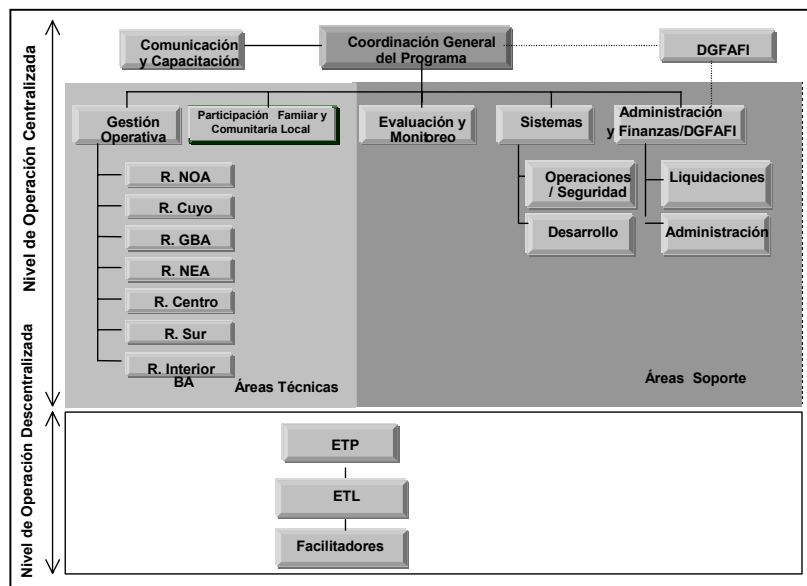 Nivel de Operación Centralizada
Comunicación
y Capacitación
Coordinación General
del Programa
DGFAFI
Gestión
Operativa
Participación Famiiar y
Comunitaria Local
Evaluación y
Monitoreo
Sistemas
Administración
y Finanzas/DGFAFI
R. NOA
R. Cuyo
R. GBA
R. NEA
R. Centro
R. Sur
R. Interior
BA
Operaciones
/ Seguridad
Desarrollo
Liquidaciones
Administración
Áreas Técnicas
Áreas Soporte
Nivel de Operación Descentralizada
ETP
ETL
Facilitadores